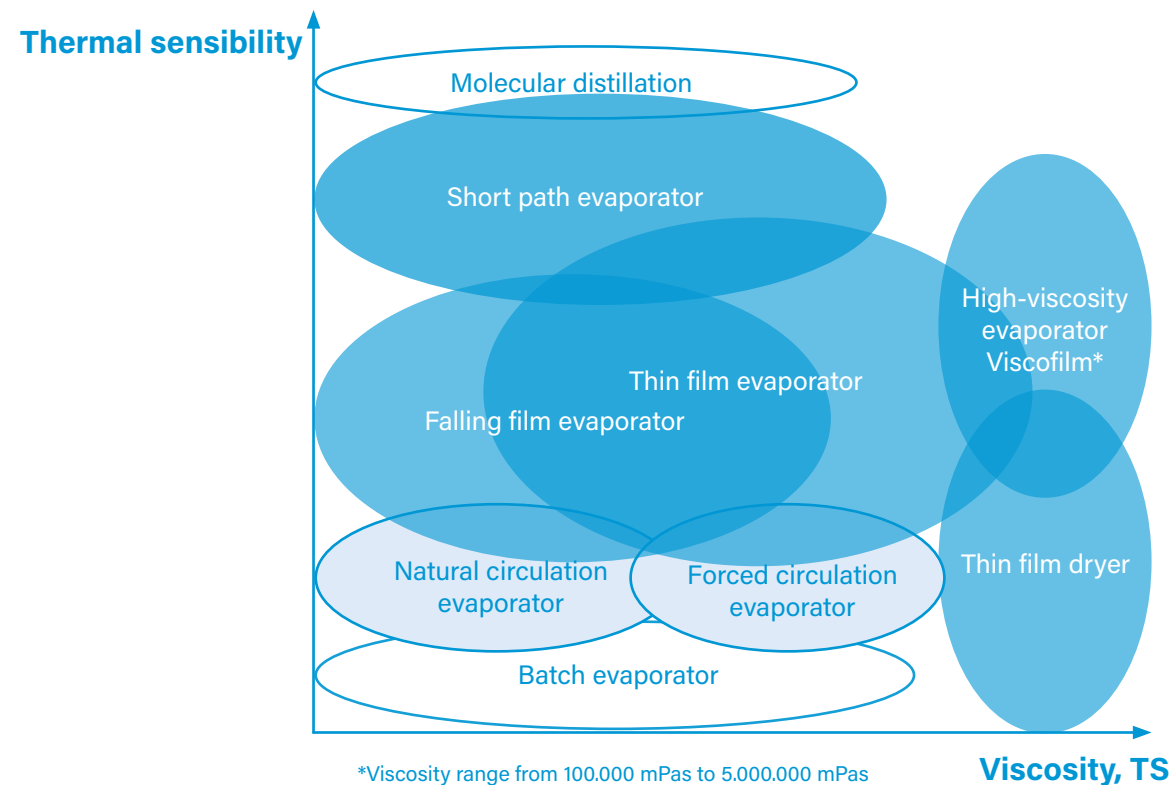 Thermal sensibility
Molecular distillation
Short path evaporator
High-viscosity
evaporator
Viscofilm*
Thin film evaporator
Falling film evaporator
Natural circulation
evaporator
Forced circulation
evaporator
Thin film dryer
Batch evaporator
*Viscosity range from 100.000 mPas to 5.000.000 mPas
Viscosity, TS